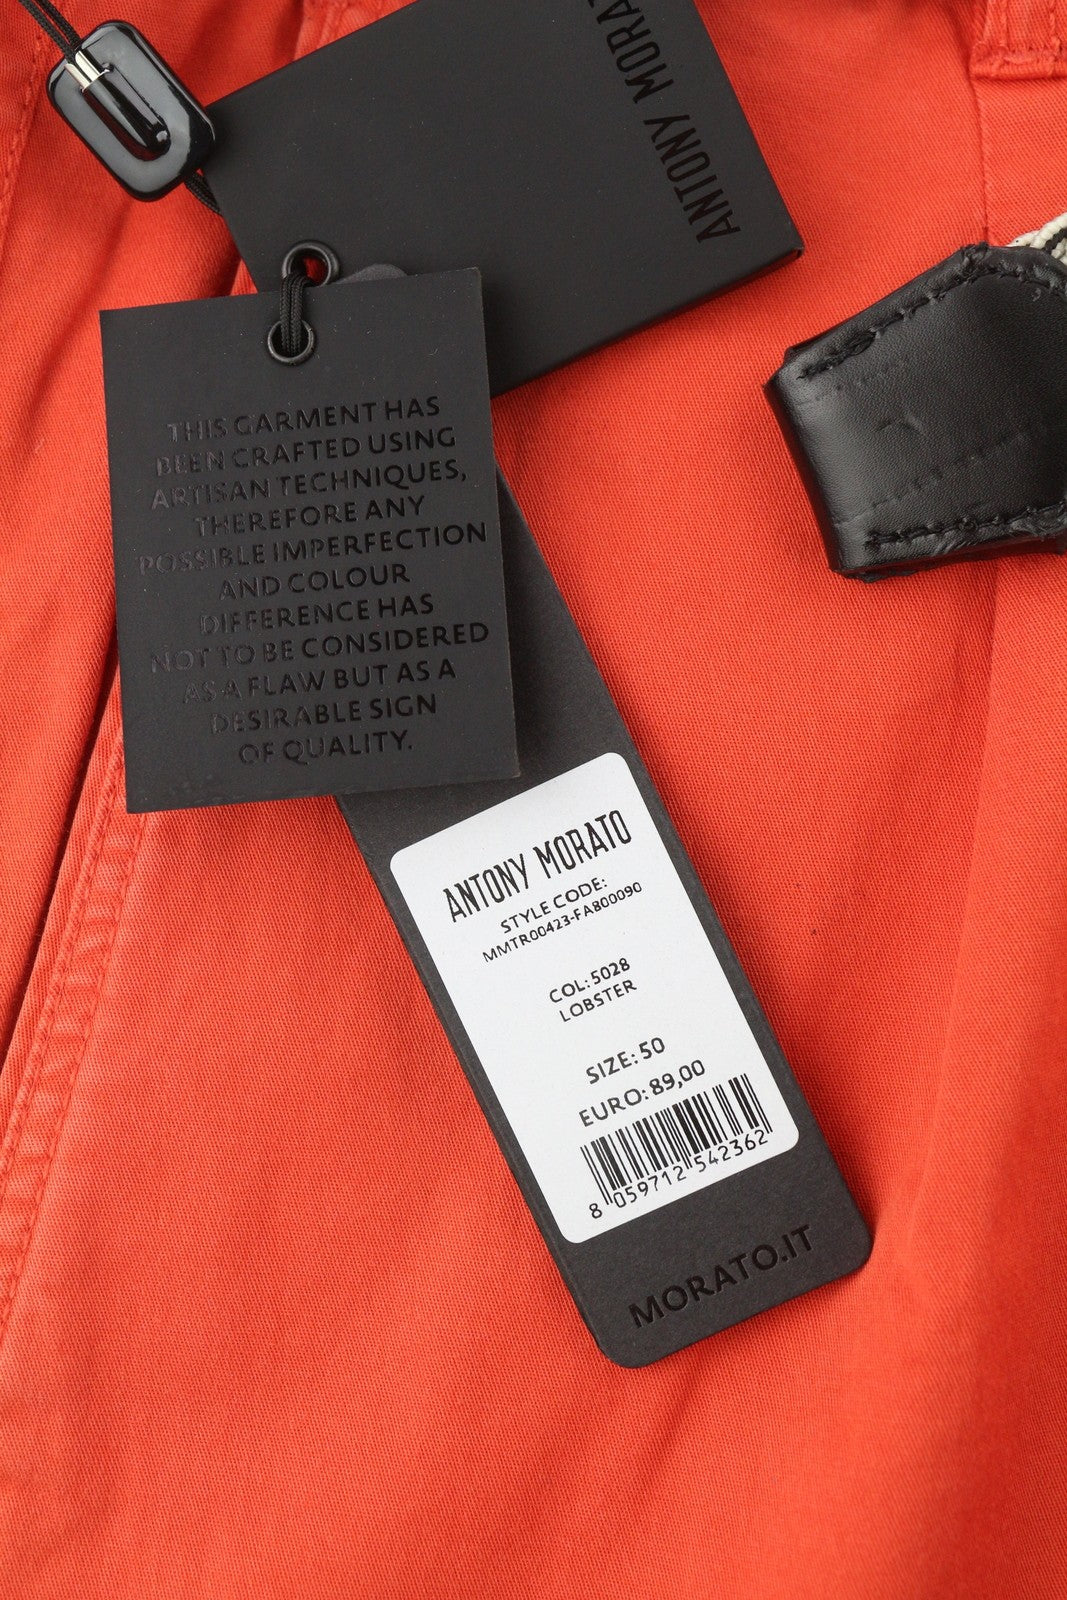 ANTONY MORA
THIS GARMENT HAS
BEEN CRAFTED USING
ARTISAN TECHNIQUES,
THEREFORE ANY
POSSIBLE IMPERFECTION
AND COLOUR
DIFFERENCE HAS
NOT TO BE CONSIDERED
AS A FLAW BUT AS A
DESIRABLE SIGN
OF QUALITY.
ANTONY MORATO
STYLE CODE:
MMTR00423-FA800090
COL:5028
LOBSTER
SIZE: 50
EURO: 89,00
8 059712 542362
MORATO.IT